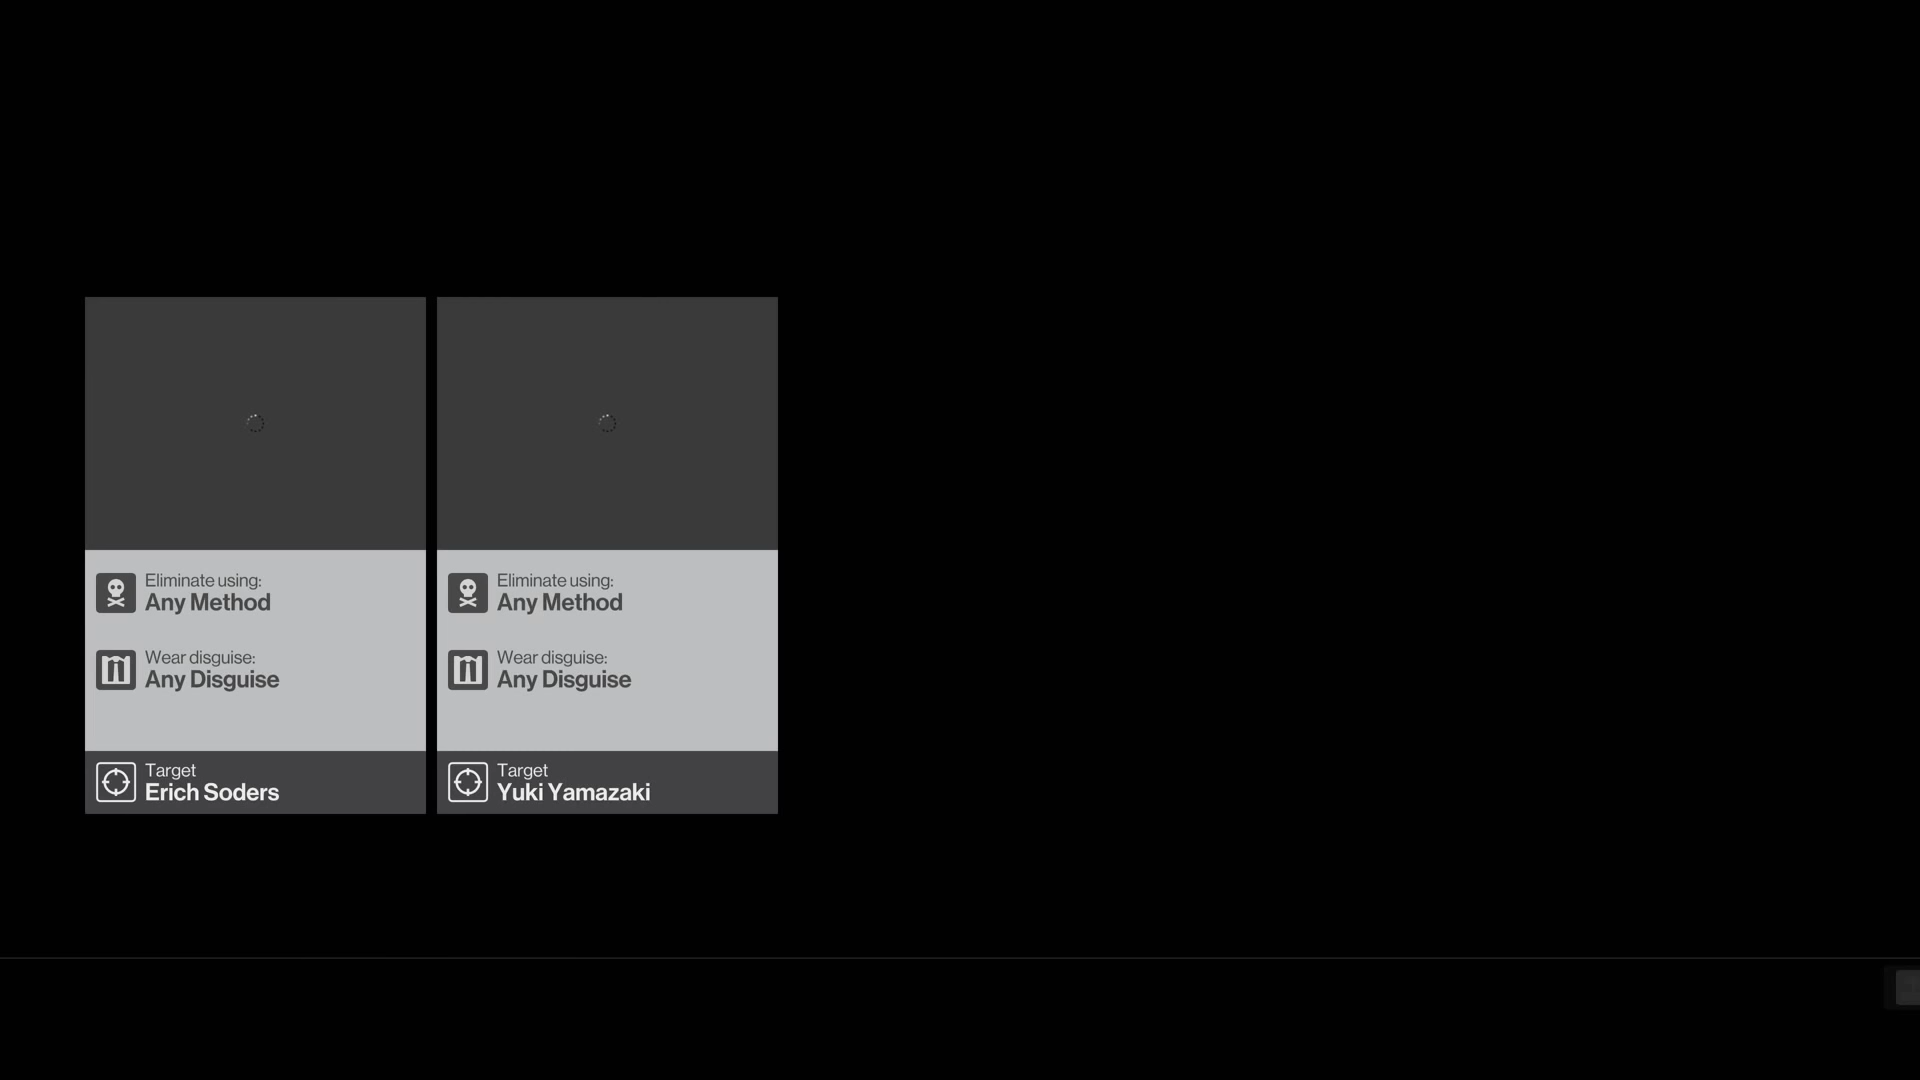 Eliminate using:
Any Method
Wear disguise:
Any Disguise
Target
Erich Soders
Eliminate using:
Any Method
Wear disguise:
Any Disguise
Target
Yuki Yamazaki